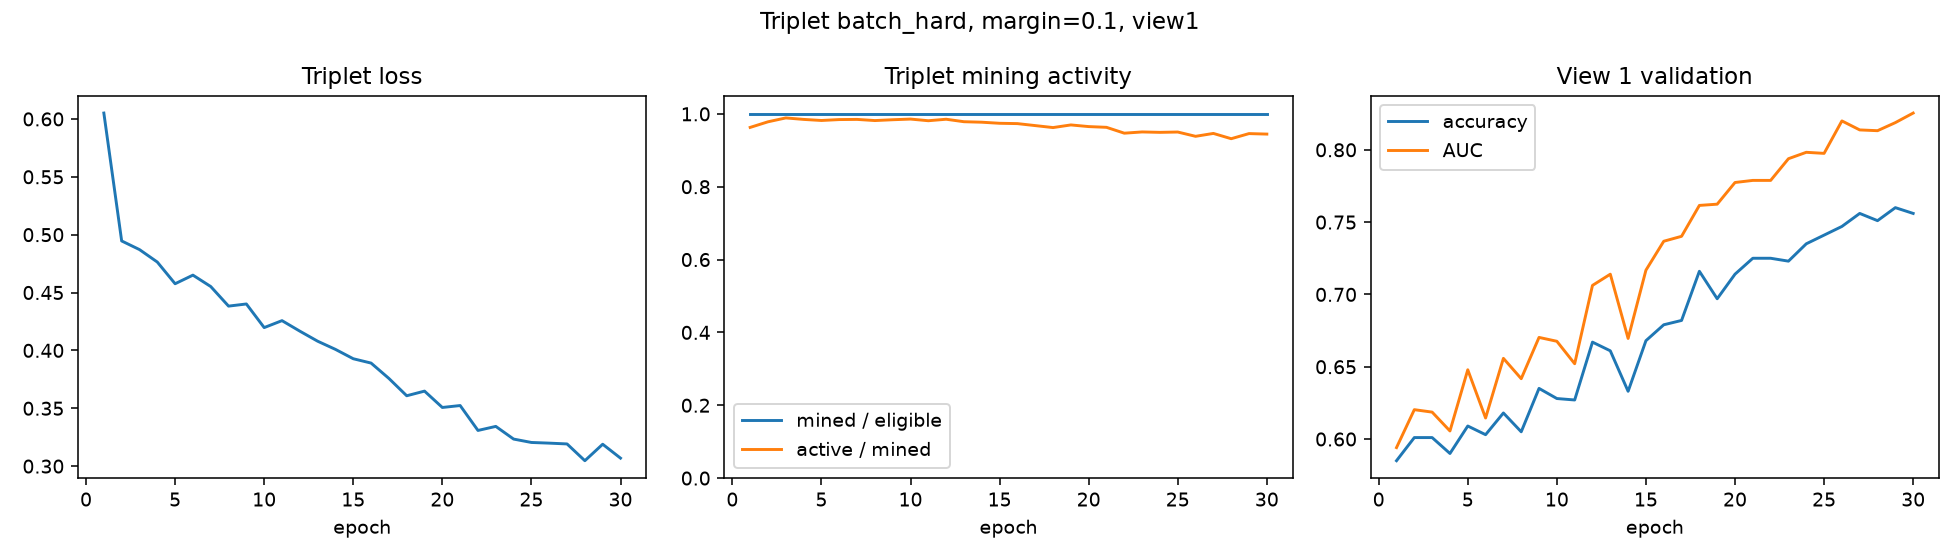 Triplet batch_hard, margin=0.1, view1
Triplet loss
0.60
0.55
0.50
0.45
0.40
0.35
0.30
0 5 10 15 20 25 30
epoch
Triplet mining activity
1.0
0.8
0.6
0.4
0.2
0.0
mined / eligible
active / mined
0 5 10 15 20 25 30
epoch
View 1 validation
accuracy
AUC
0.80
0.75
0.70
0.65
0.60
0 5 10 15 20 25 30
epoch